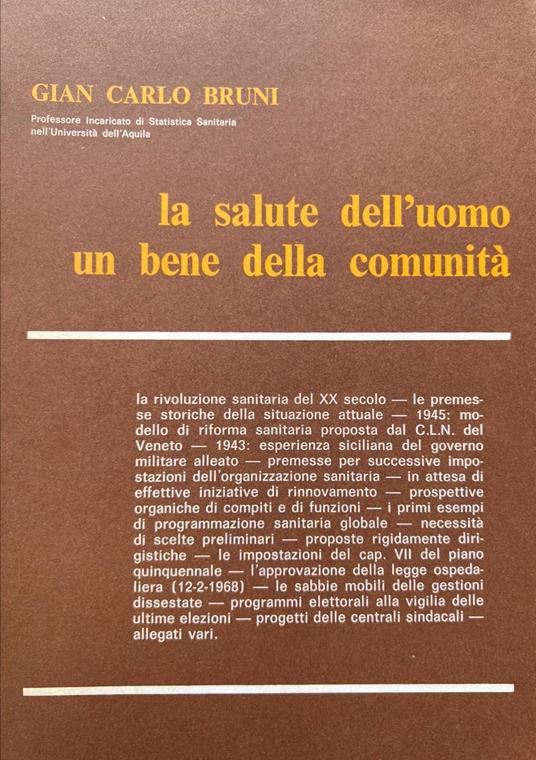 GIAN CARLO BRUNI
Professore Incaricato di Statistica Sanitaria
nell'Università dell'Aquila
la salute dell'uomo
un bene della comunità
la rivoluzione sanitaria del XX secolo — le premes-
se storiche della situazione attuale — 1945: mo-
dello di riforma sanitaria proposta dal C.L.N. del
Veneto — 1943: esperienza siciliana del governo
militare alleato — premesse per successive impo-
stazioni dell'organizzazione sanitaria — in attesa di
effettive iniziative di rinnovamento — prospettive
organiche di compiti e di funzioni — i primi esempi
di programmazione sanitaria globale — necessità
di scelte preliminari — proposte rigidamente diri-
gistiche — le impostazioni del cap. VII del piano
quinquennale — l'approvazione della legge ospeda-
liera (12-2-1968) — le sabbie mobili delle gestioni
dissestate — programmi elettorali alla vigilia delle
ultime elezioni — progetti delle centrali sindacali —
allegati vari.